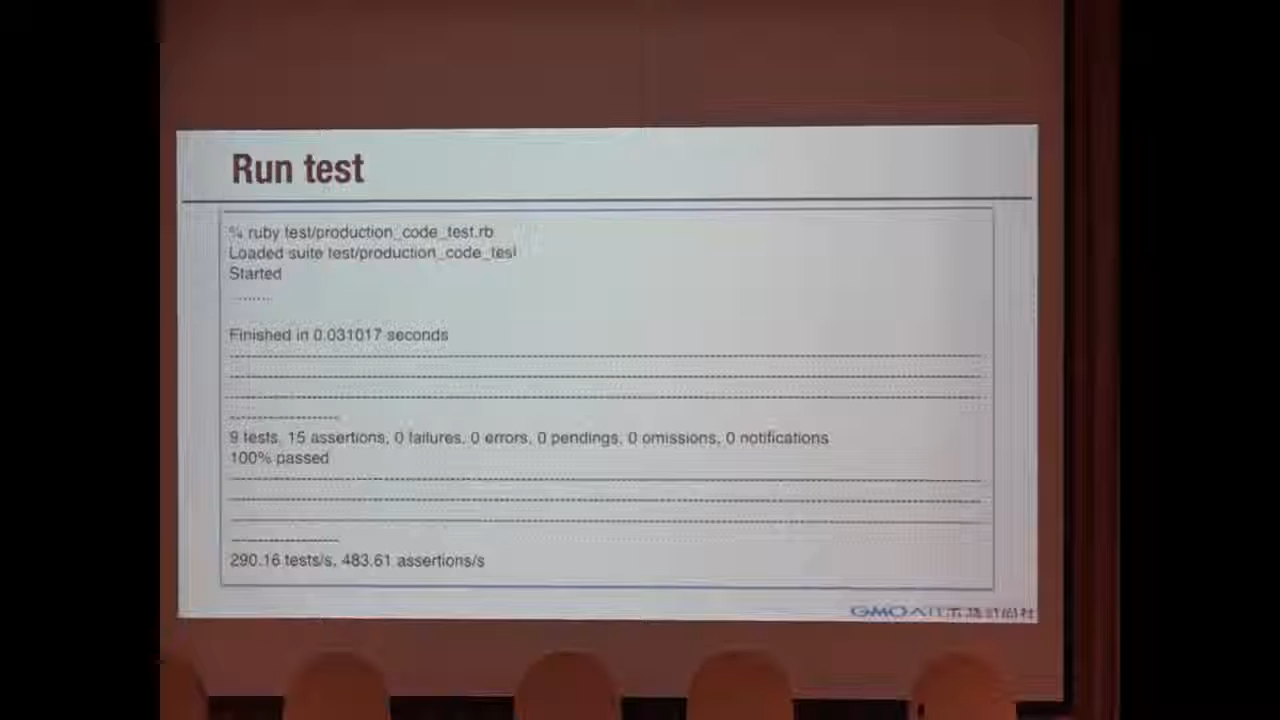 Run test
% ruby test/production_code_test.rb
Loaded suite test/production_code_test
Started
.........
Finished in 0.031017 seconds
9 tests, 15 assertions, 0 failures, 0 errors, 0 pendings, 0 omissions, 0 notifications
100% passed
290.16 tests/s, 483.61 assertions/s
GMO